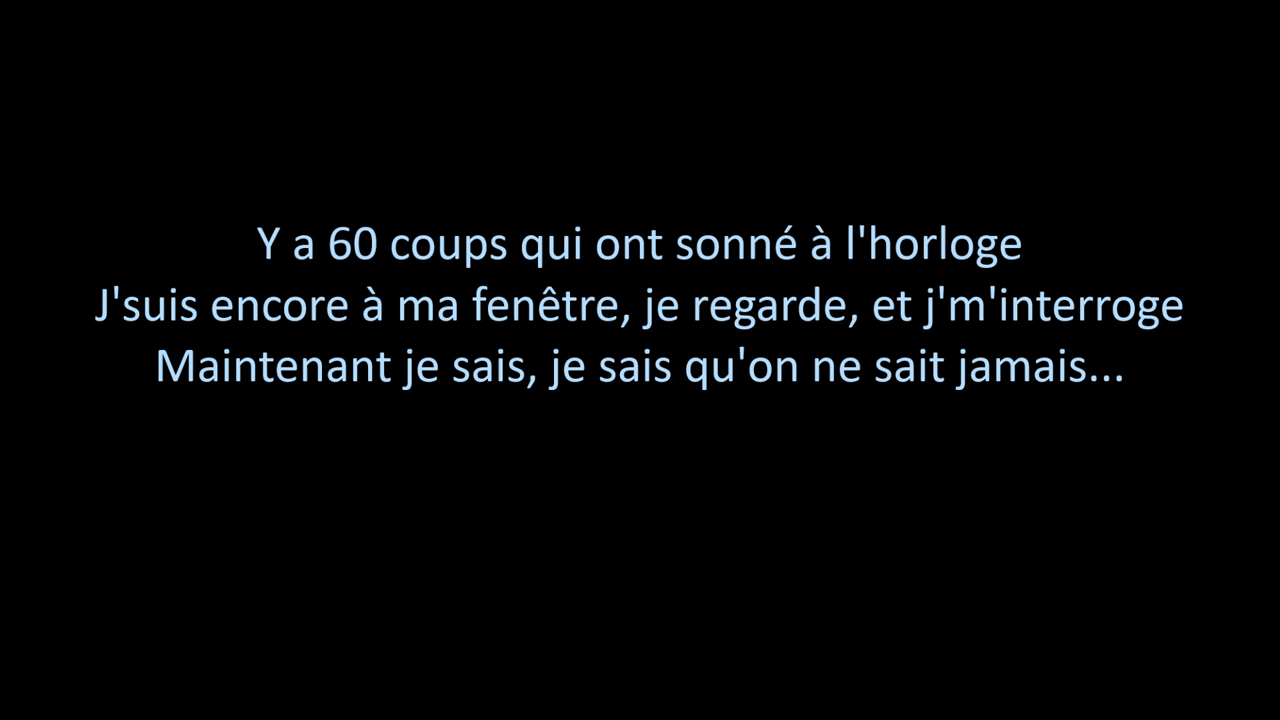 Y a 60 coups qui ont sonné à l'horloge
J'suis encore à ma fenêtre, je regarde, et j'm'interroge
Maintenant je sais, je sais qu'on ne sait jamais...